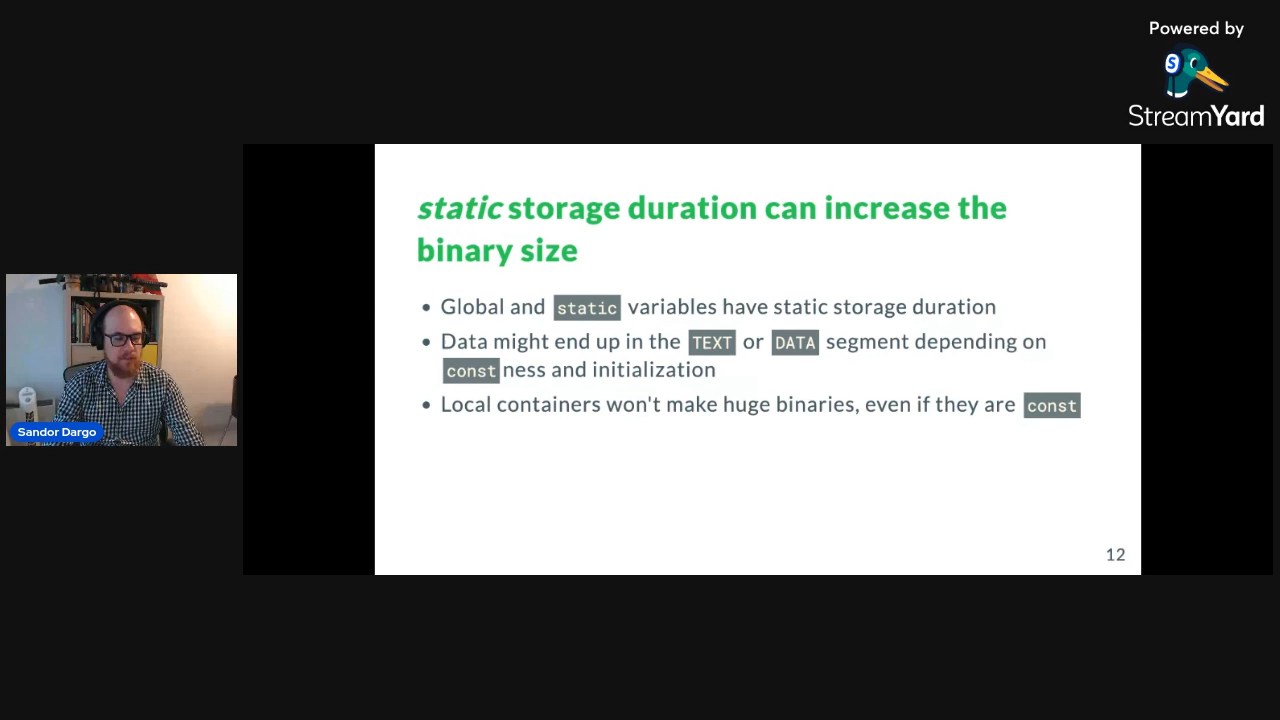 Powered by
StreamYard
static storage duration can increase the
binary size
• Global and static variables have static storage duration
• Data might end up in the TEXT or DATA segment depending on
constness and initialization
• Local containers won't make huge binaries, even if they are const
Sandor Dargo
12